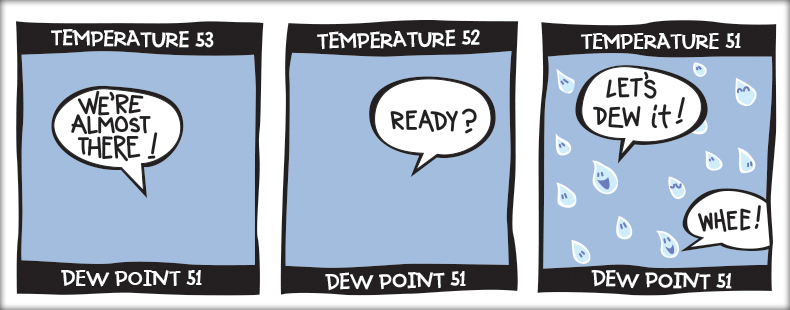 TEMPERATURE 53
WE'RE
ALMOST
THERE!
DEW POINT 51
TEMPERATURE 52
READY?
DEW POINT 51
TEMPERATURE 51
LET'S
DEW it!
WHEE!
DEW POINT 51